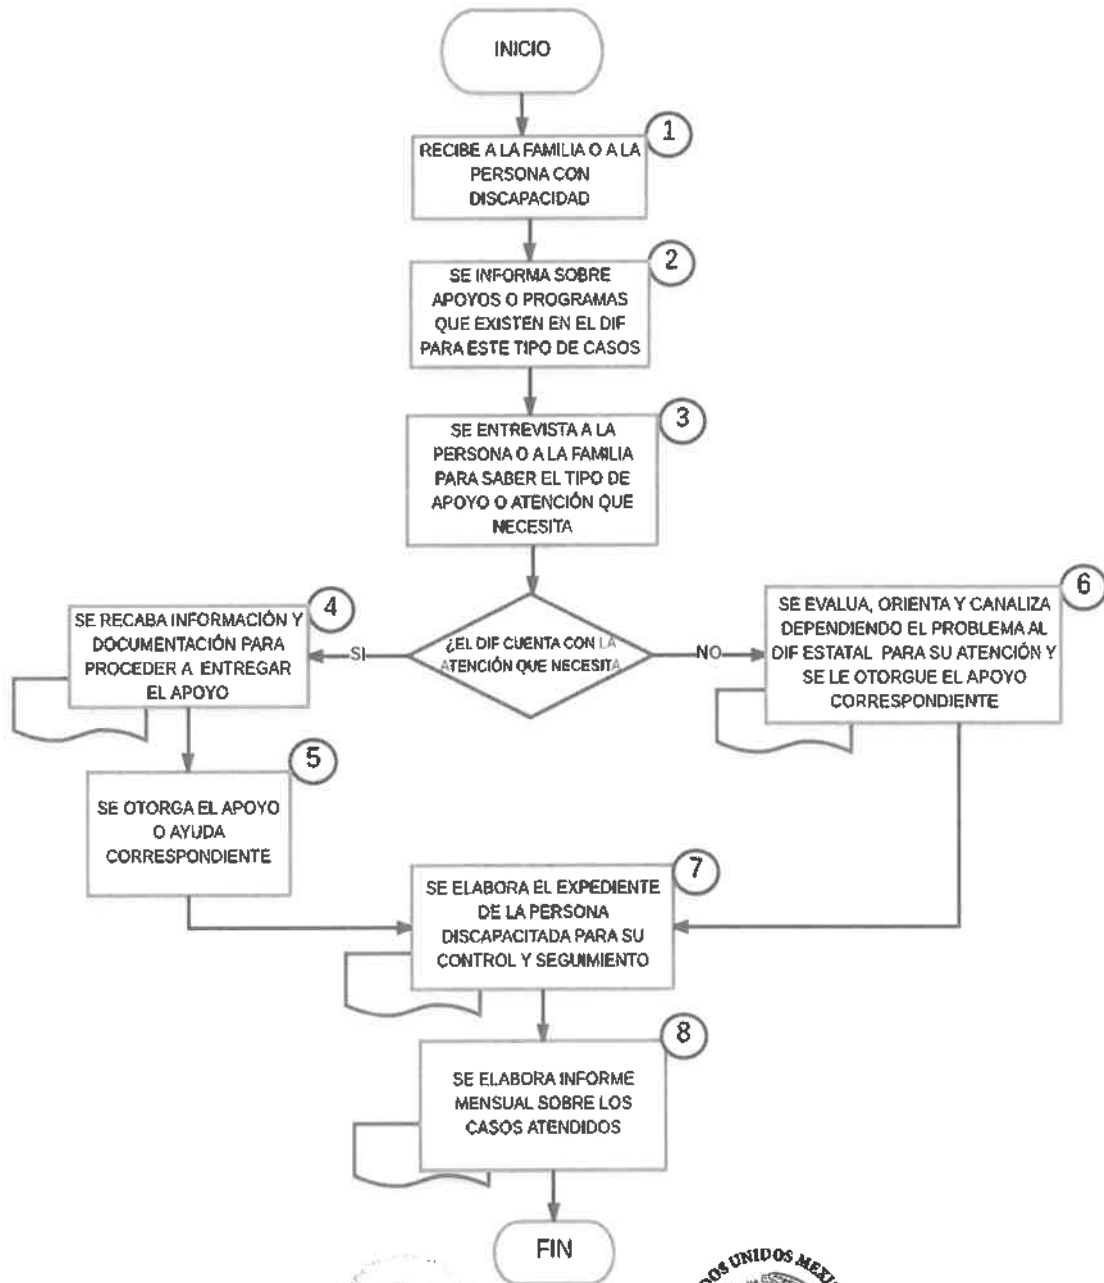 INICIO
1
RECIBE A LA FAMILIA O A LA
PERSONA CON
DISCAPACIDAD
2
SE INFORMA SOBRE
APOYOS O PROGRAMAS
QUE EXISTEN EN EL DIF
PARA ESTE TIPO DE CASOS
3
SE ENTREVISTA A LA
PERSONA O A LA FAMILIA
PARA SABER EL TIPO DE
APOYO O ATENCIÓN QUE
NECESITA
¿EL DIF CUENTA CON LA
ATENCIÓN QUE NECESITA
SI
NO
4
SE RECABA INFORMACIÓN Y
DOCUMENTACIÓN PARA
PROCEDER A ENTREGAR
EL APOYO
5
SE OTORGA EL APOYO
O AYUDA
CORRESPONDIENTE
6
SE EVALUA, ORIENTA Y CANALIZA
DEPENDIENDO EL PROBLEMA AL
DIF ESTATAL PARA SU ATENCIÓN Y
SE LE OTORGUE EL APOYO
CORRESPONDIENTE
7
SE ELABORA EL EXPEDIENTE
DE LA PERSONA
DISCAPACITADA PARA SU
CONTROL Y SEGUIMIENTO
8
SE ELABORA INFORME
MENSUAL SOBRE LOS
CASOS ATENDIDOS
FIN
UNIDOS